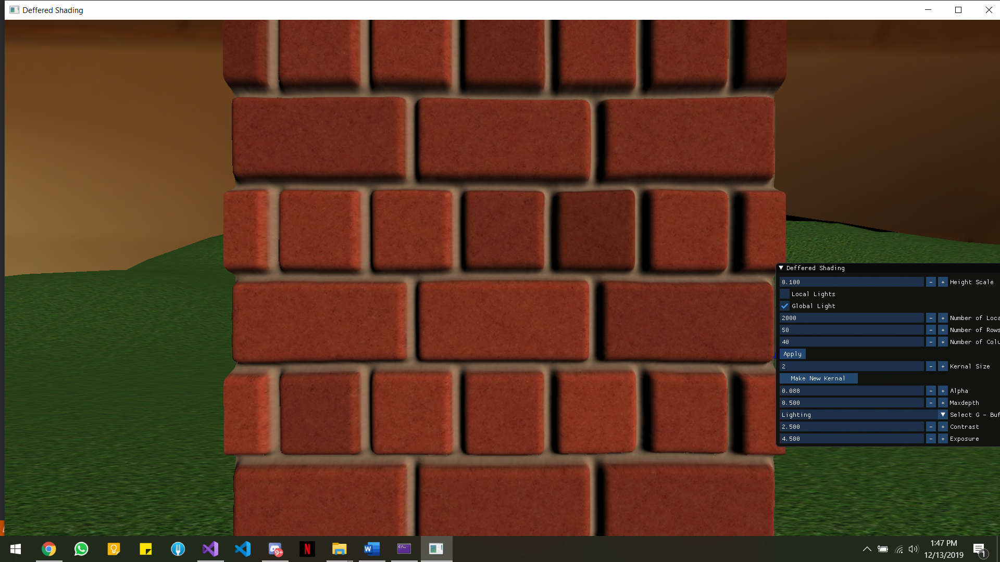 Deffered Shading
Deffered Shading
0.100 - + Height Scale
Local Lights
Global Light
2000 - + Number of Loca
50 - + Number of Rows
40 - + Number of Colu
Apply
2 - + Kernal Size
Make New Kernal
0.088 - + Alpha
0.500 - + Maxdepth
Lighting Select G - Buf
2.500 - + Contrast
4.500 - + Exposure
9+
N
W
C:\.
1:47 PM
12/13/2019
1